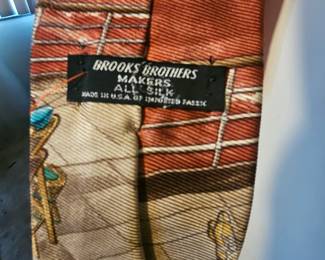 BROOKS BROTHERS
MAKERS
ALL SILK
MADE IN U.S.A. OF IMPORTED FABRIC